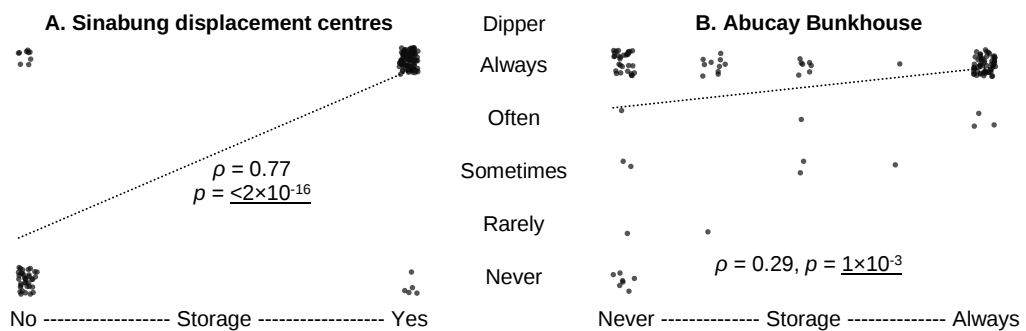 A. Sinabung displacement centres
Dipper
B. Abucay Bunkhouse
Always
Often
Sometimes
Rarely
Never
ρ = 0.77
p = <2×10-16
ρ = 0.29, p = 1×10-3
No ---------------- Storage ---------------- Yes
Never ------------- Storage ------------- Always